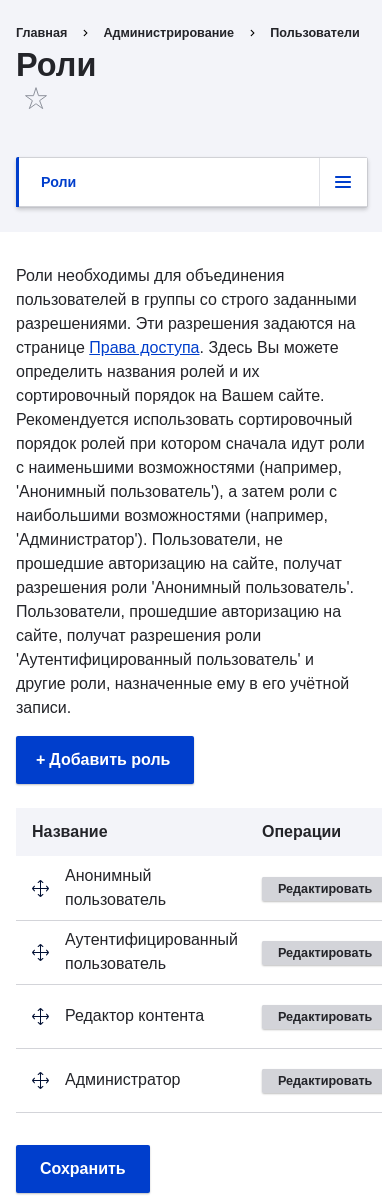 Главная > Администрирование > Пользователи
Роли
Роли
Роли необходимы для объединения
пользователей в группы со строго заданными
разрешениями. Эти разрешения задаются на
странице Права доступа. Здесь Вы можете
определить названия ролей и их
сортировочный порядок на Вашем сайте.
Рекомендуется использовать сортировочный
порядок ролей при котором сначала идут роли
с наименьшими возможностями (например,
'Анонимный пользователь'), а затем роли с
наибольшими возможностями (например,
'Администратор'). Пользователи, не
прошедшие авторизацию на сайте, получат
разрешения роли 'Анонимный пользователь'.
Пользователи, прошедшие авторизацию на
сайте, получат разрешения роли
'Аутентифицированный пользователь' и
другие роли, назначенные ему в его учётной
записи.
+ Добавить роль
Название Операции
Анонимный
пользователь
Редактировать
Аутентифицированный
пользователь
Редактировать
Редактор контента Редактировать
Администратор Редактировать
Сохранить